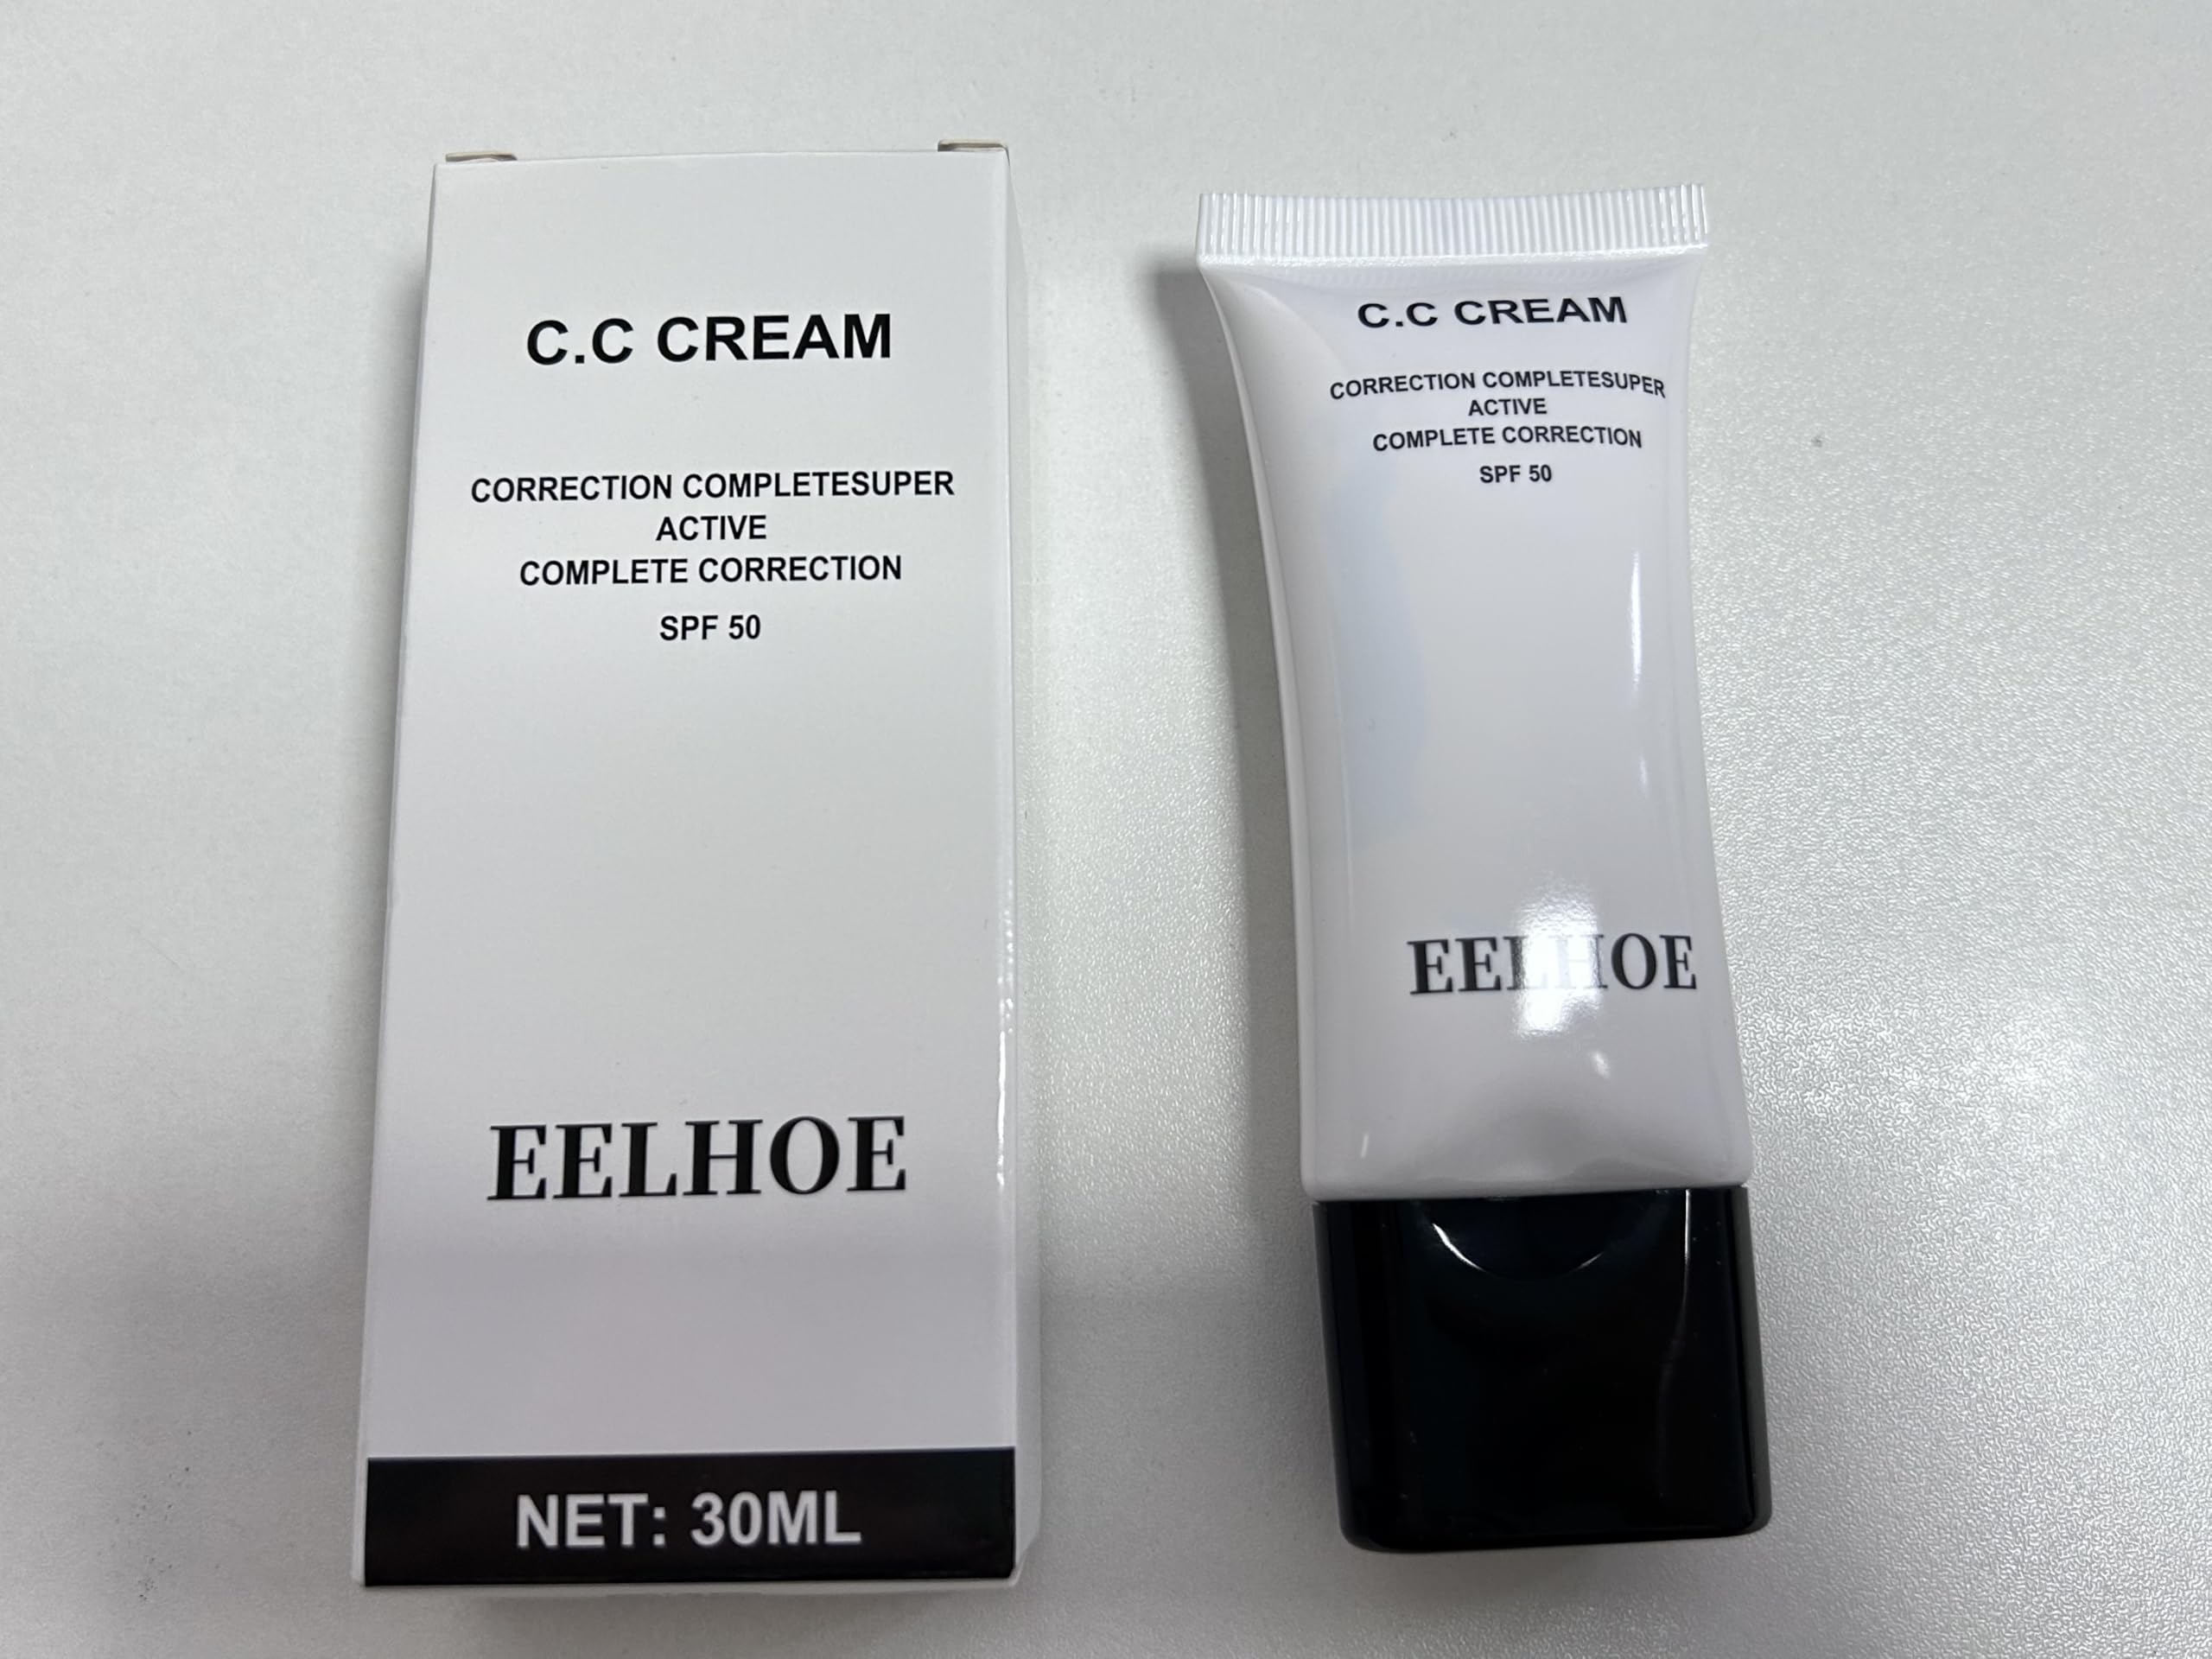 C.C CREAM
CORRECTION COMPLETESUPER
ACTIVE
COMPLETE CORRECTION
SPF 50
EELHOE
NET: 30ML
C.C CREAM
CORRECTION COMPLETESUPER
ACTIVE
COMPLETE CORRECTION
SPF 50
EELHOE